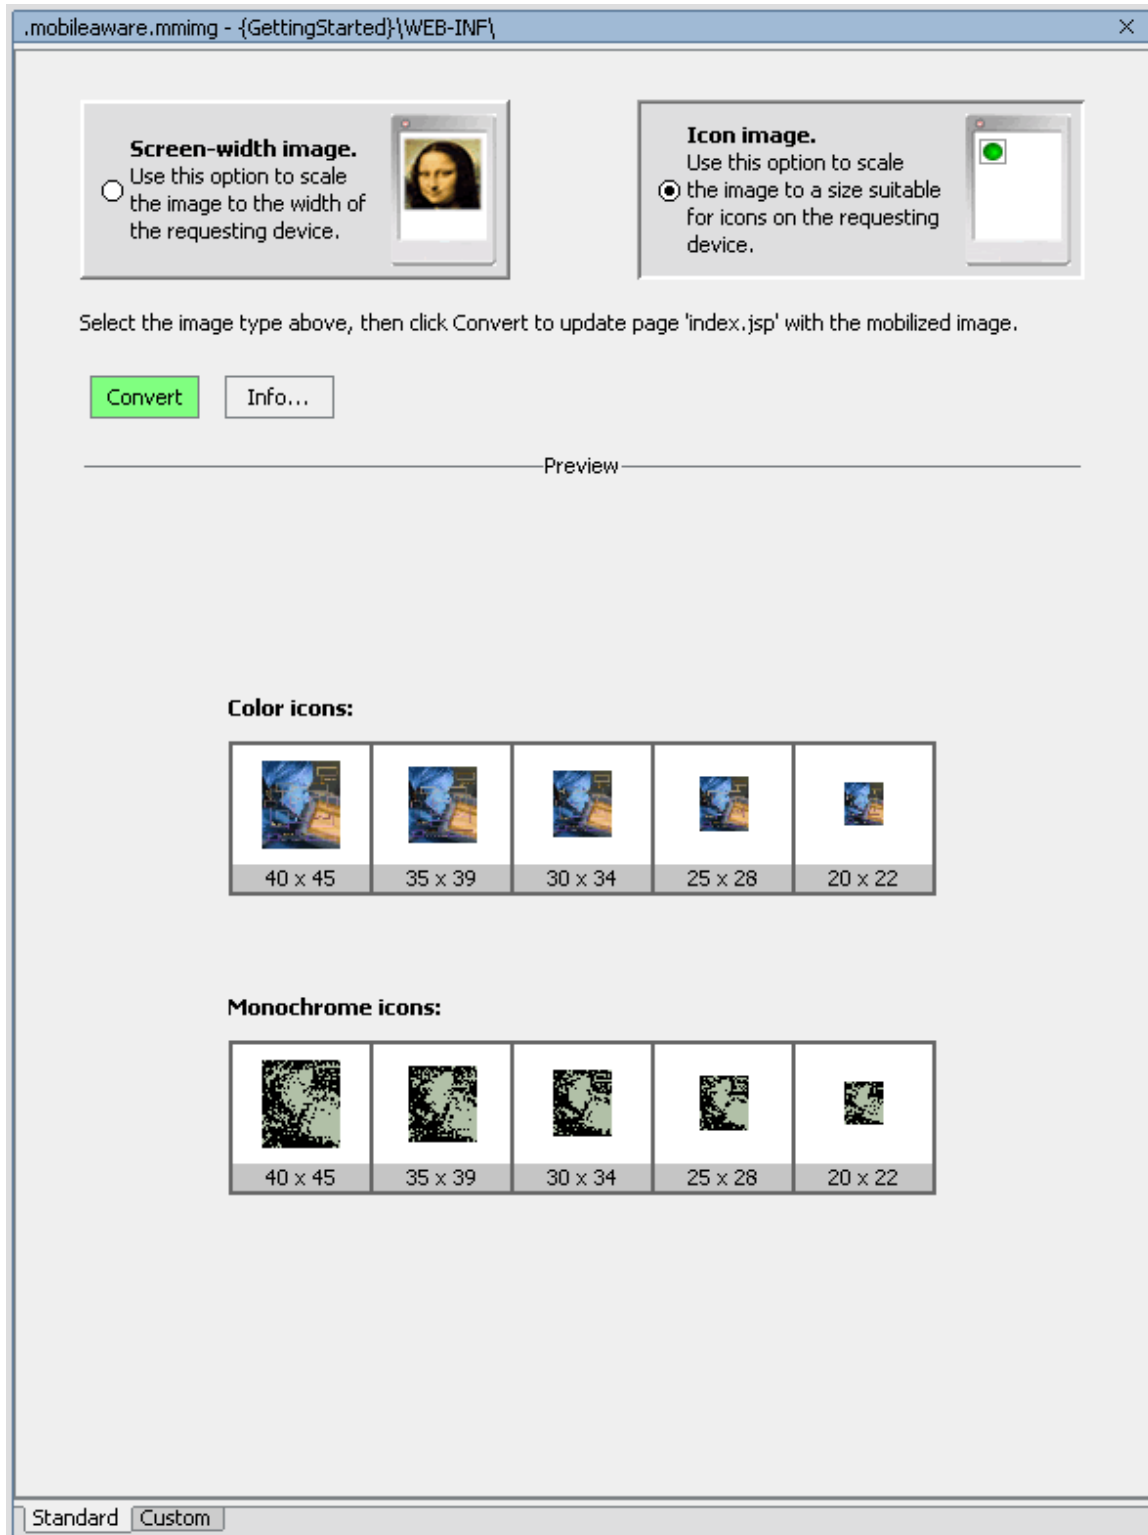 .mobileaware.mmimg - {GettingStarted}\WEB-INF\
Screen-width image.
Use this option to scale
the image to the width of
the requesting device.
Icon image.
Use this option to scale
the image to a size suitable
for icons on the requesting
device.
Select the image type above, then click Convert to update page 'index.jsp' with the mobilized image.
Convert Info...
Preview
Color icons:
40 x 45 35 x 39 30 x 34 25 x 28 20 x 22
Monochrome icons:
40 x 45 35 x 39 30 x 34 25 x 28 20 x 22
Standard Custom